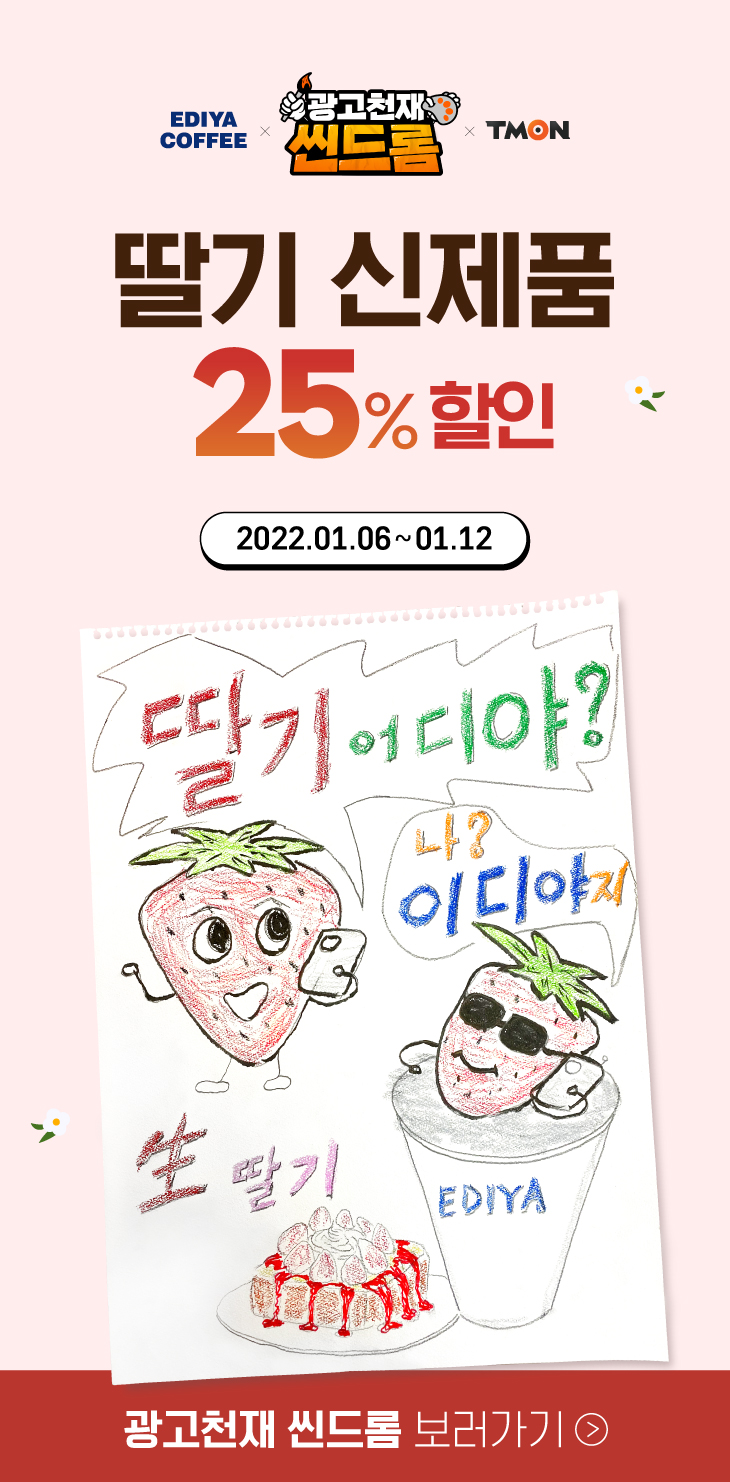 EDIYA
COFFEE
×
광고천재
씬드롬
×
TMON
딸기 신제품
25% 할인
2022.01.06~01.12
딸기 어디야?
나?
이디야지
生 딸기
EDIYA
광고천재 씬드롬 보러가기